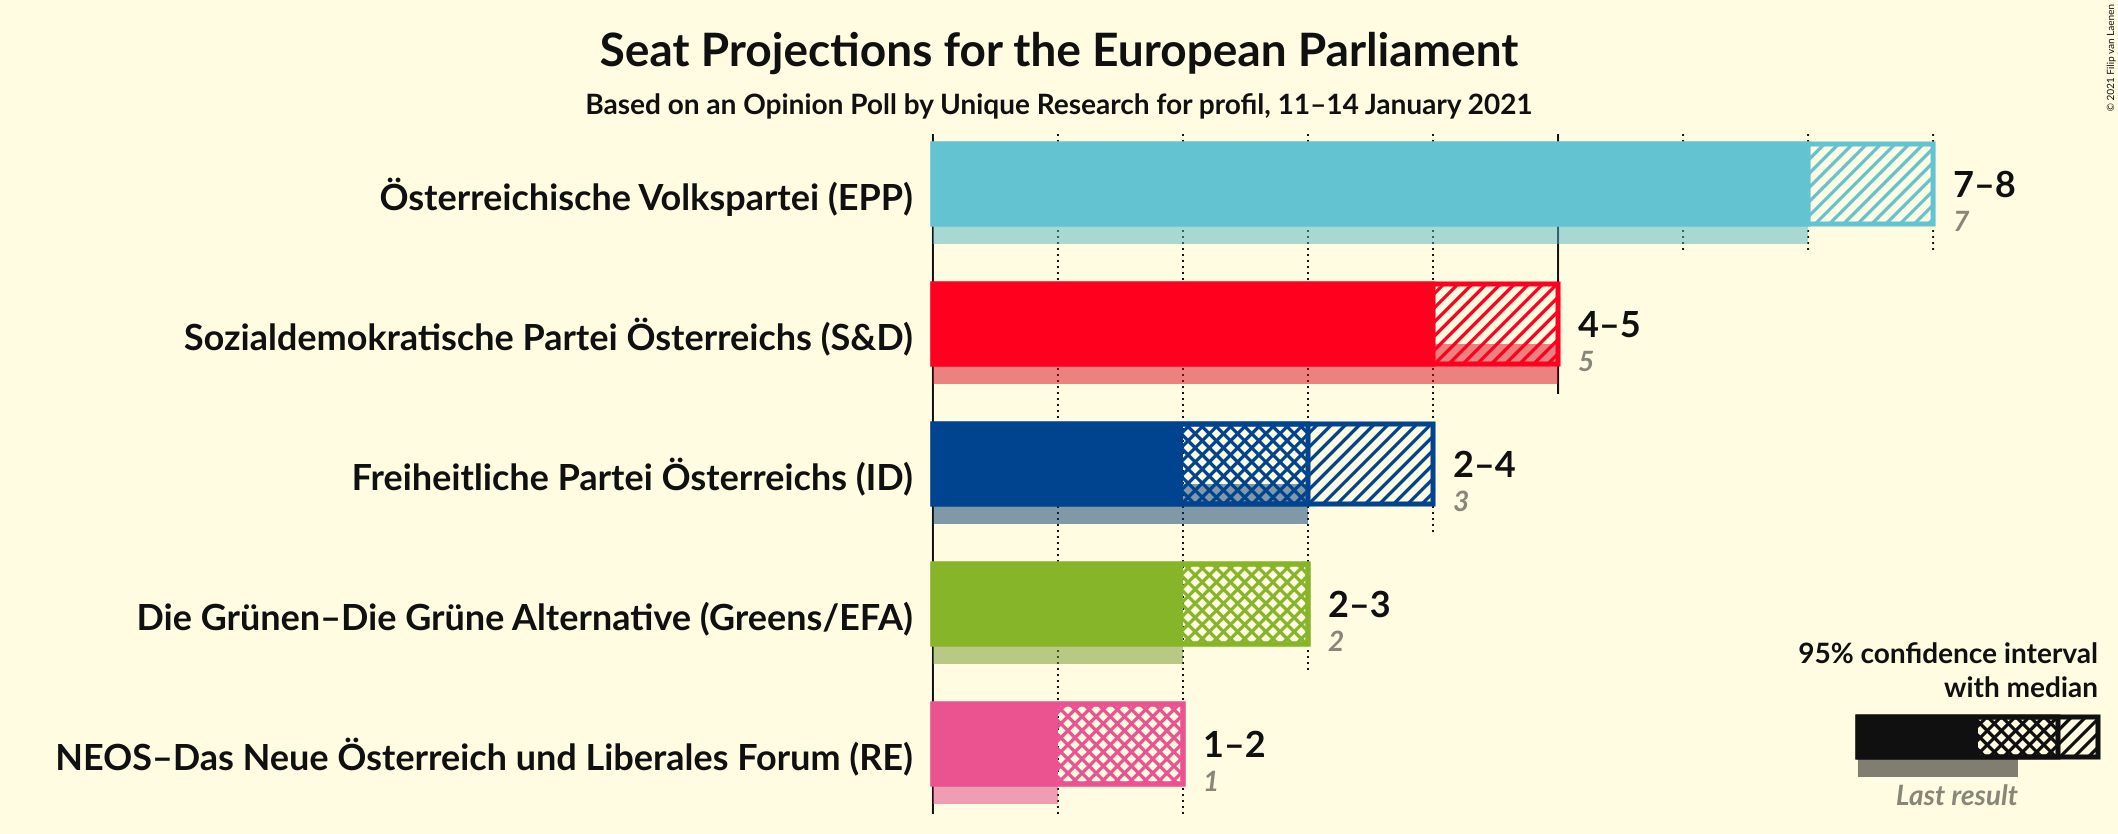 Seat Projections for the European Parliament
Based on an Opinion Poll by Unique Research for profil, 11–14 January 2021
© 2021 Filip van Laenen
Österreichische Volkspartei (EPP)
7–8
7
Sozialdemokratische Partei Österreichs (S&D)
4–5
5
Freiheitliche Partei Österreichs (ID)
2–4
3
Die Grünen–Die Grüne Alternative (Greens/EFA)
2–3
2
NEOS–Das Neue Österreich und Liberales Forum (RE)
1–2
1
95% confidence interval
with median
Last result